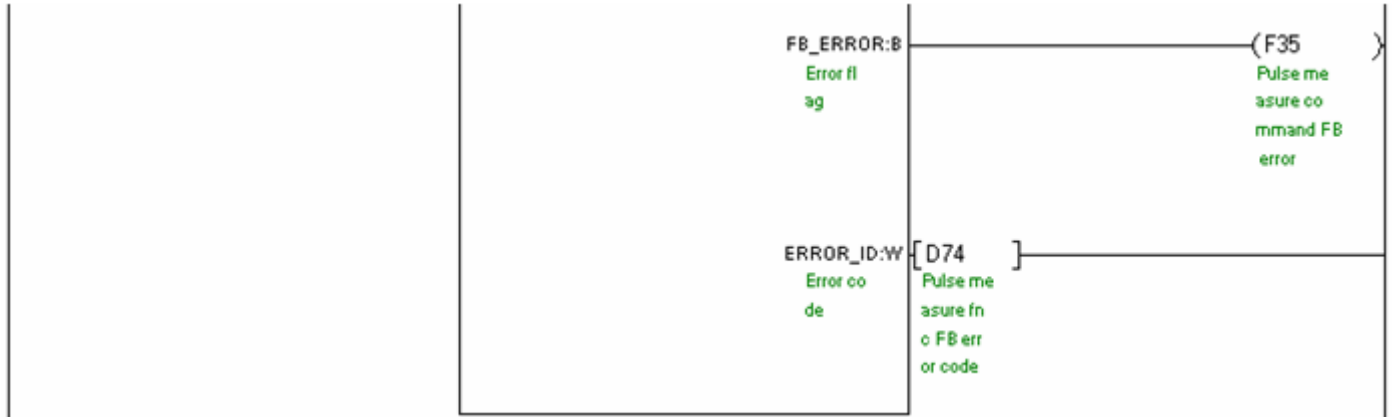 FB_ERROR:B
(F35 )
Error fl
ag
Pulse me
asure co
mmand FB
error
ERROR_ID:W
[D74 ]
Error co
de
Pulse me
asure fn
c FB err
or code